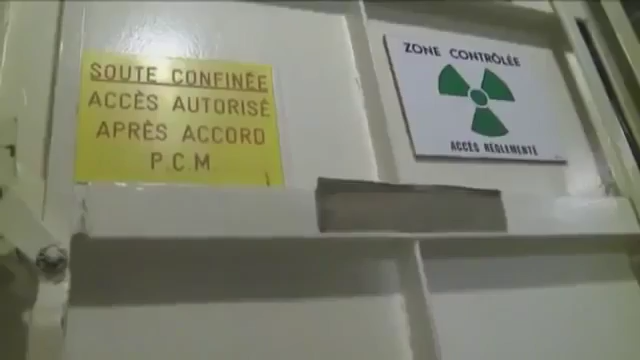 SOUTE CONFINÉE
ACCÈS AUTORISÉ
APRÈS ACCORD
P.C.M
ZONE CONTRÔLÉE
ACCÈS RÉGLEMENTÉ